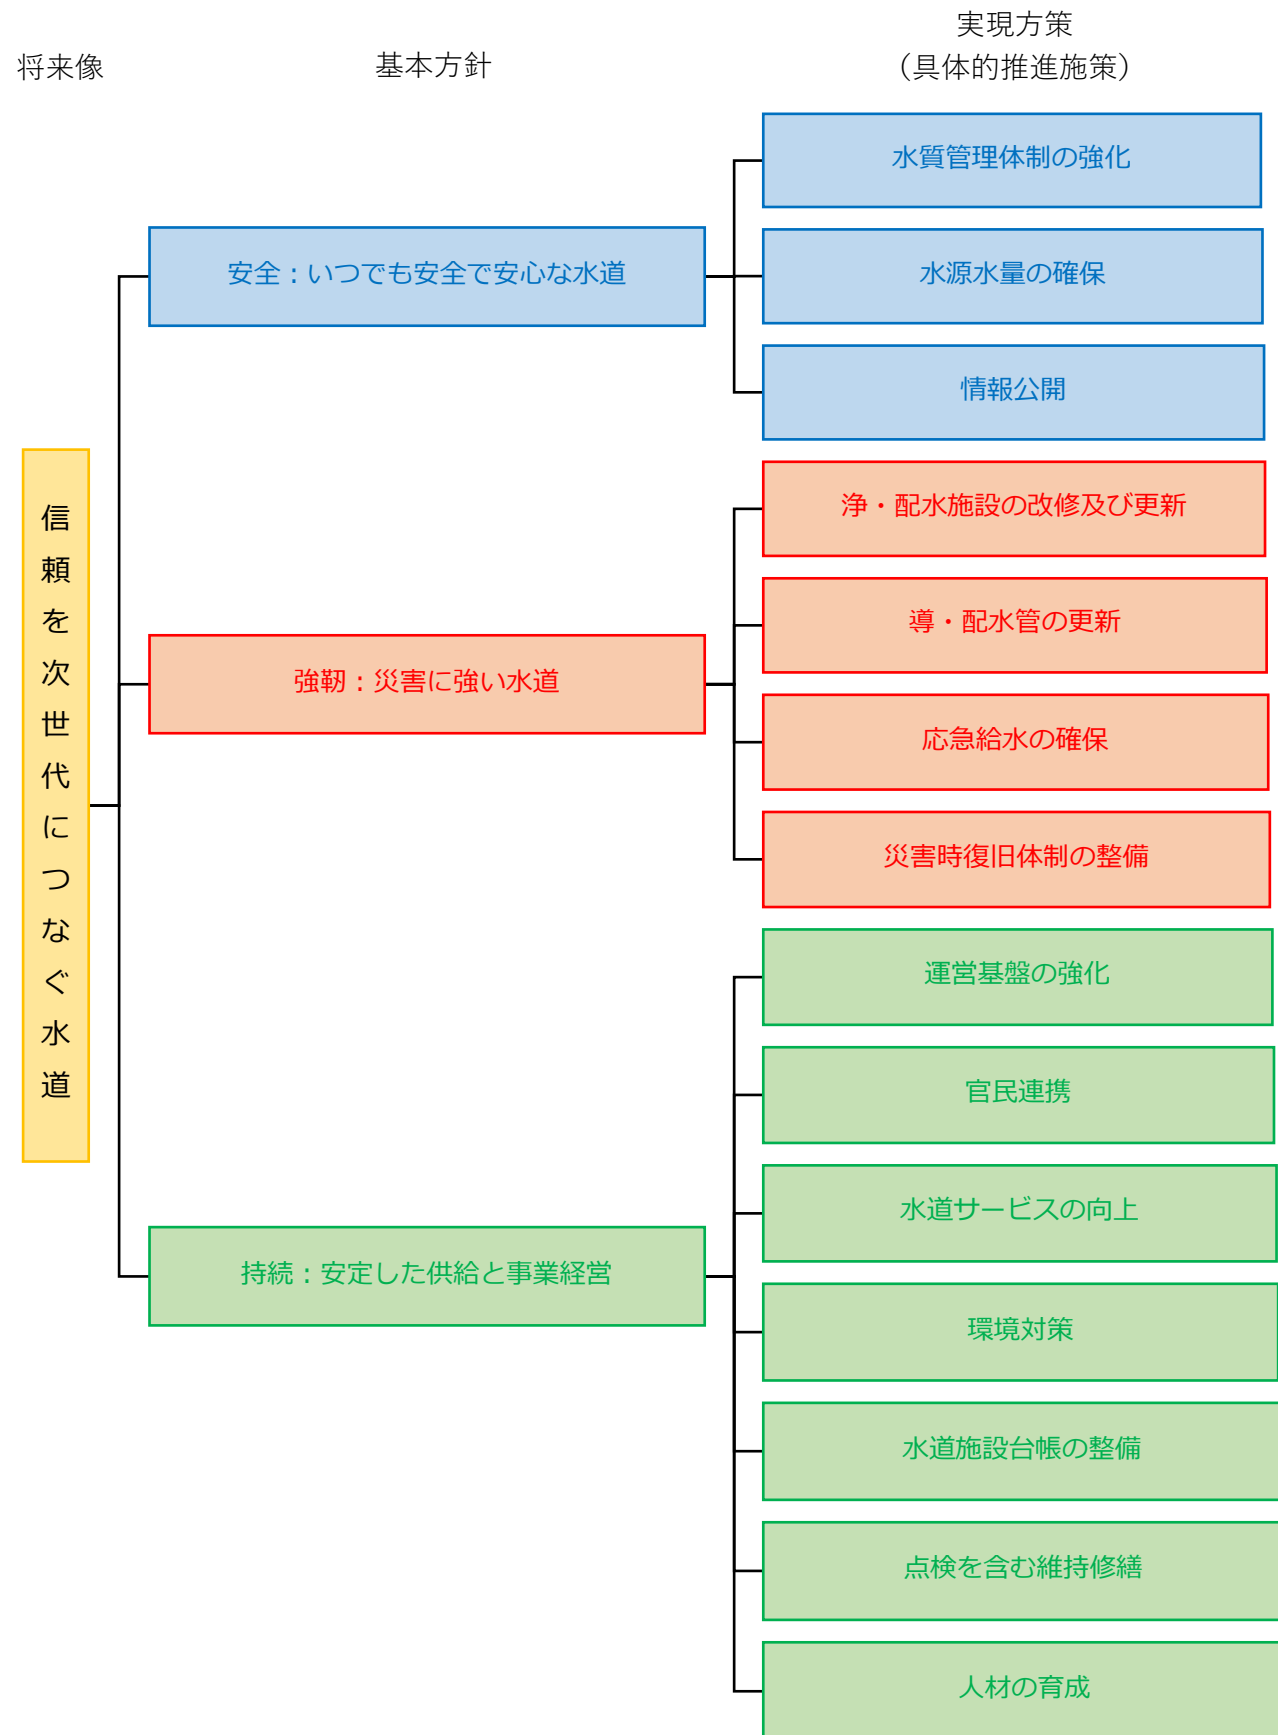 将来像
基本方針
実現方策
（具体的推進施策）
信頼を次世代につなぐ水道
安全：いつでも安全で安心な水道
水質管理体制の強化
水源水量の確保
情報公開
強靭：災害に強い水道
浄・配水施設の改修及び更新
導・配水管の更新
応急給水の確保
災害時復旧体制の整備
持続：安定した供給と事業経営
運営基盤の強化
官民連携
水道サービスの向上
環境対策
水道施設台帳の整備
点検を含む維持修繕
人材の育成